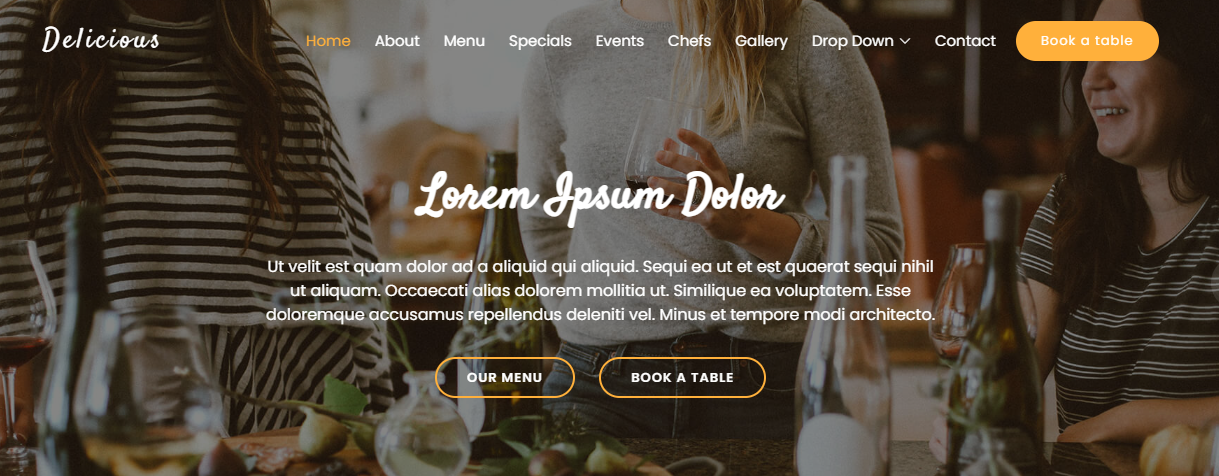 Delicious
Home About Menu Specials Events Chefs Gallery Drop Down Contact Book a table
Lorem Ipsum Dolor
Ut velit est quam dolor ad a aliquid qui aliquid. Sequi ea ut et est quaerat sequi nihil
ut aliquam. Occaecati alias dolorem mollitia ut. Similique ea voluptatem. Esse
doloremque accusamus repellendus deleniti vel. Minus et tempore modi architecto.
OUR MENU BOOK A TABLE